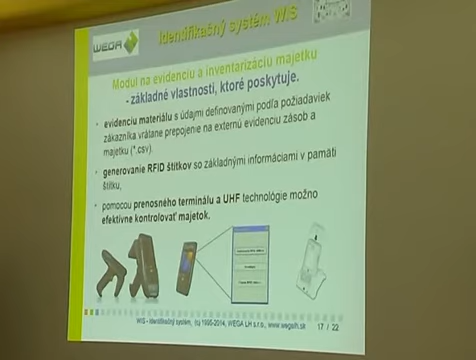 WEGA
Identifikačný systém WIS
Modul na evidenciu a inventarizáciu majetku
- základné vlastnosti, ktoré poskytuje.
• evidenciu materiálu s údajmi definovanými podľa požiadaviek
zákazníka vrátane prepojenie na externú evidenciu zásob a
majetku (*.csv).
• generovanie RFID štítkov so základnými informáciami v pamäti
štítku,
• pomocou prenosného terminálu a UHF technológie možno
efektívne kontrolovať majetok,
WIS - Identifikačný systém, (c) 1995-2014, WEGA LH s.r.o., www.wegalh.sk 17 / 22